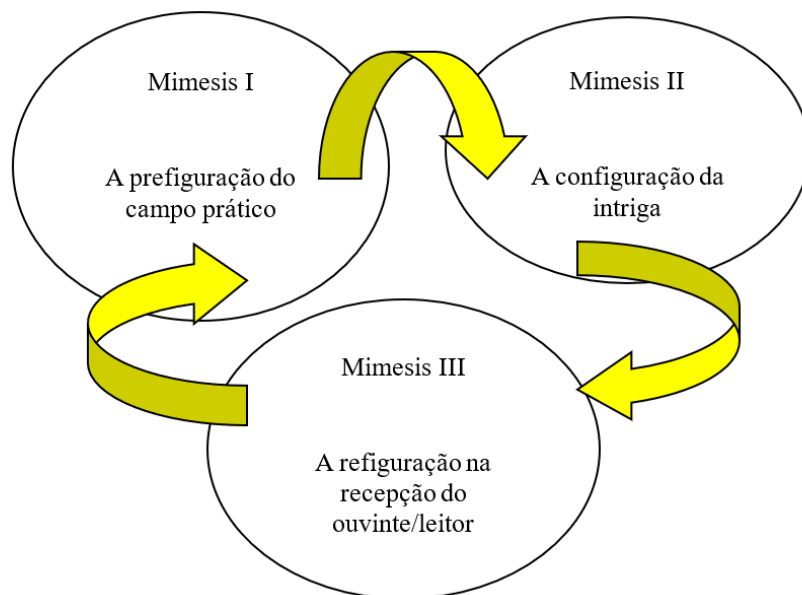 Mimesis I
A prefiguração do
campo prático
Mimesis II
A configuração da
intriga
Mimesis III
A refiguração na
recepção do
ouvinte/leitor